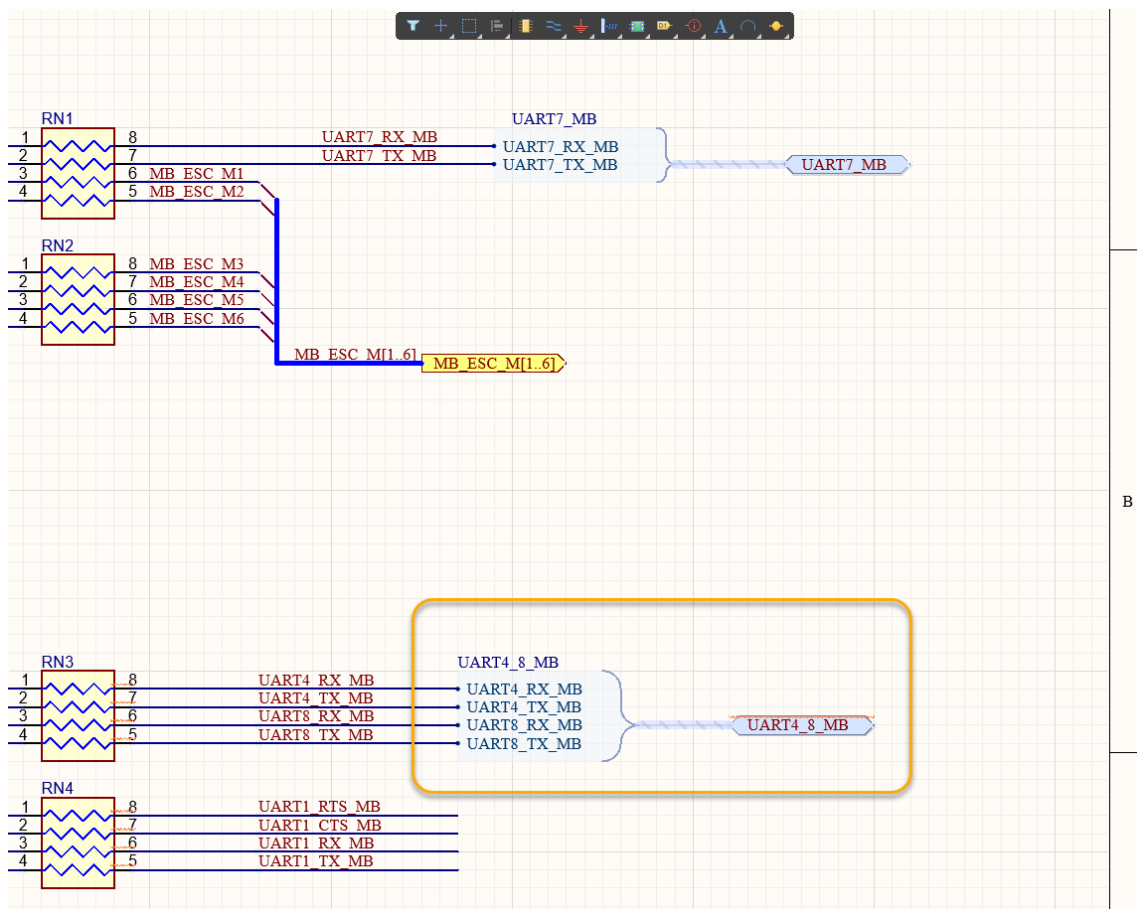 RN1
UART7_MB
1 8 UART7_RX_MB UART7_RX_MB
2 7 UART7_TX_MB UART7_TX_MB UART7_MB
3 6 MB_ESC_M1
4 5 MB_ESC_M2
RN2
1 8 MB_ESC_M3
2 7 MB_ESC_M4
3 6 MB_ESC_M5
4 5 MB_ESC_M6
MB_ESC_M[1..6] MB_ESC_M[1..6]
B
RN3 UART4_8_MB
1 8 UART4_RX_MB UART4_RX_MB
2 7 UART4_TX_MB UART4_TX_MB
3 6 UART8_RX_MB UART8_RX_MB UART4_8_MB
4 5 UART8_TX_MB UART8_TX_MB
RN4
1 8 UART1_RTS_MB
2 7 UART1_CTS_MB
3 6 UART1_RX_MB
4 5 UART1_TX_MB